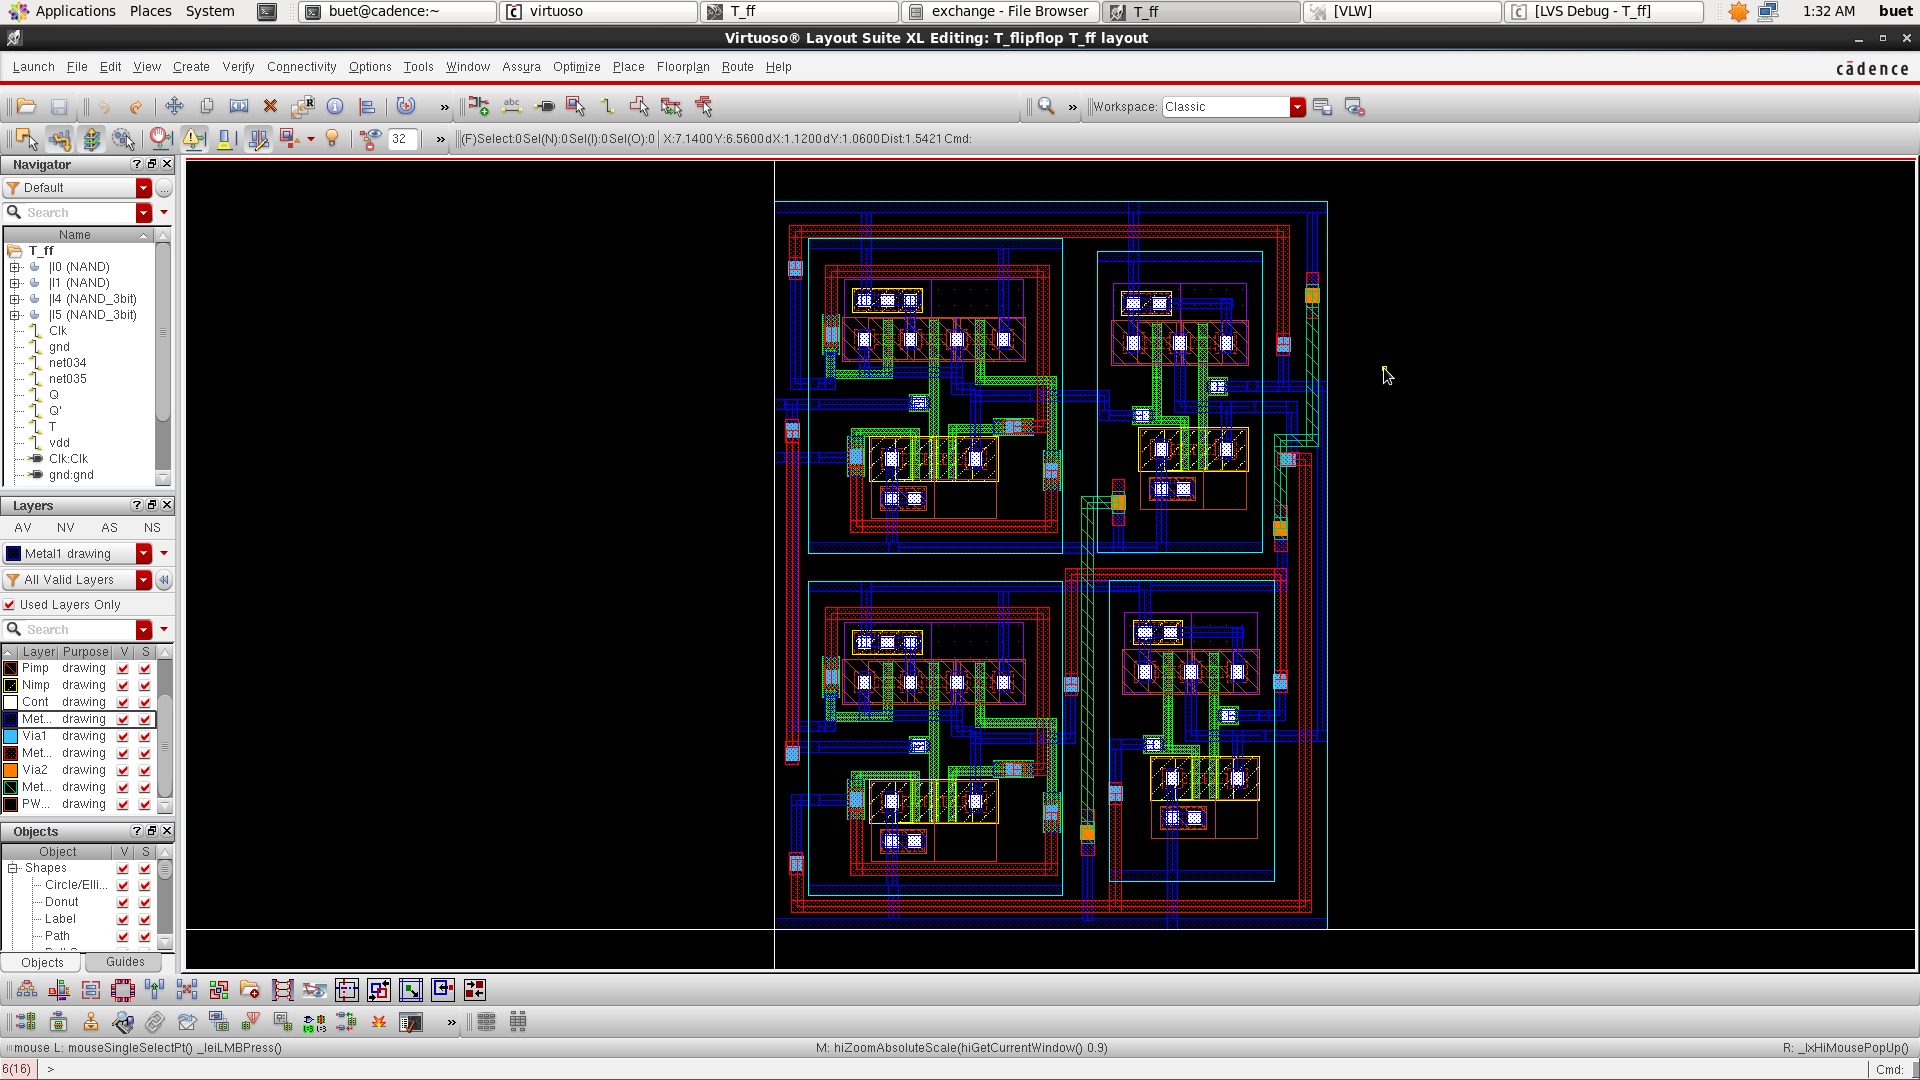 Applications Places System buet@cadence:~ virtuoso T_ff exchange - File Browser T_ff [VLW] [LVS Debug - T_ff] 1:32 AM buet
Virtuoso® Layout Suite XL Editing: T_flipflop T_ff layout
Launch File Edit View Create Verify Connectivity Options Tools Window Assura Optimize Place Floorplan Route Help cādence
» » Workspace: Classic
32 » (F)Select:0 Sel(N):0 Sel(I):0 Sel(O):0 X:7.1400 Y:6.5600 dX:1.1200 dY:1.0600 Dist:1.5421 Cmd:
Navigator
Default
Search
Name
T_ff
|I0 (NAND)
|I1 (NAND)
|I4 (NAND_3bit)
|I5 (NAND_3bit)
Clk
gnd
net034
net035
Q
Q'
T
vdd
Clk:Clk
gnd:gnd
Layers
AV NV AS NS
Metal1 drawing
All Valid Layers
Used Layers Only
Search
Layer Purpose V S
Pimp drawing
Nimp drawing
Cont drawing
Met... drawing
Via1 drawing
Met... drawing
Via2 drawing
Met... drawing
PW... drawing
Objects
Object V S
Shapes
Circle/Elli...
Donut
Label
Path
Objects Guides
»
mouse L: mouseSingleSelectPt() _leiLMBPress() M: hiZoomAbsoluteScale(hiGetCurrentWindow() 0.9) R: _lxHiMousePopUp()
6(16) > Cmd: